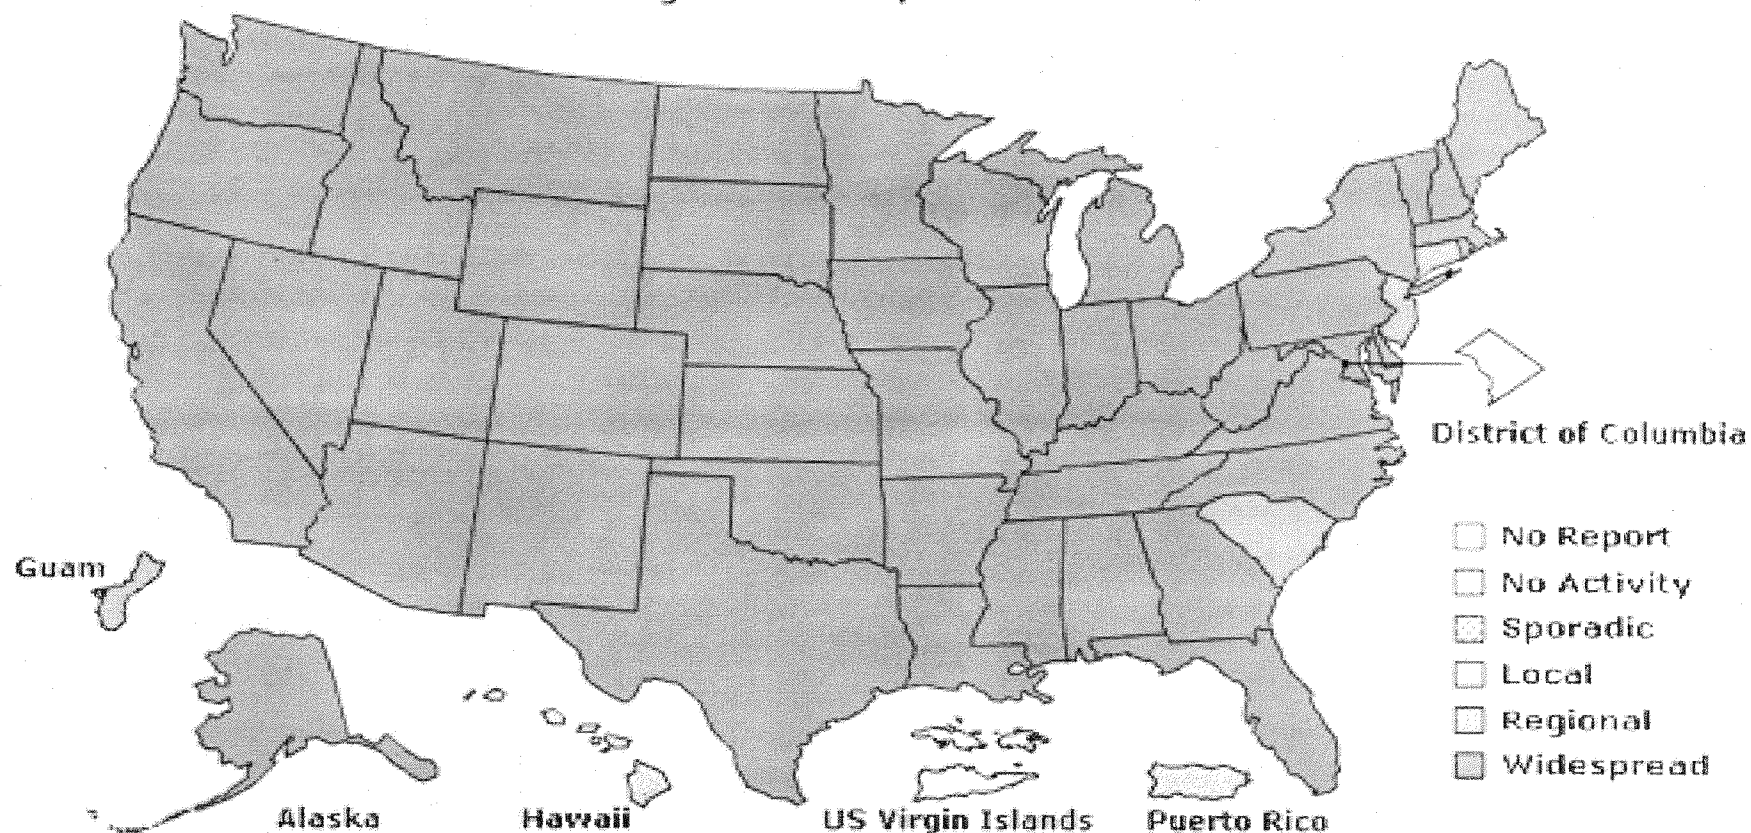 District of Columbia
No Report
Guam
No Activity
Sporadic
Local
Regional
Widespread
Alaska
Hawaii
US Virgin Islands
Puerto Rico